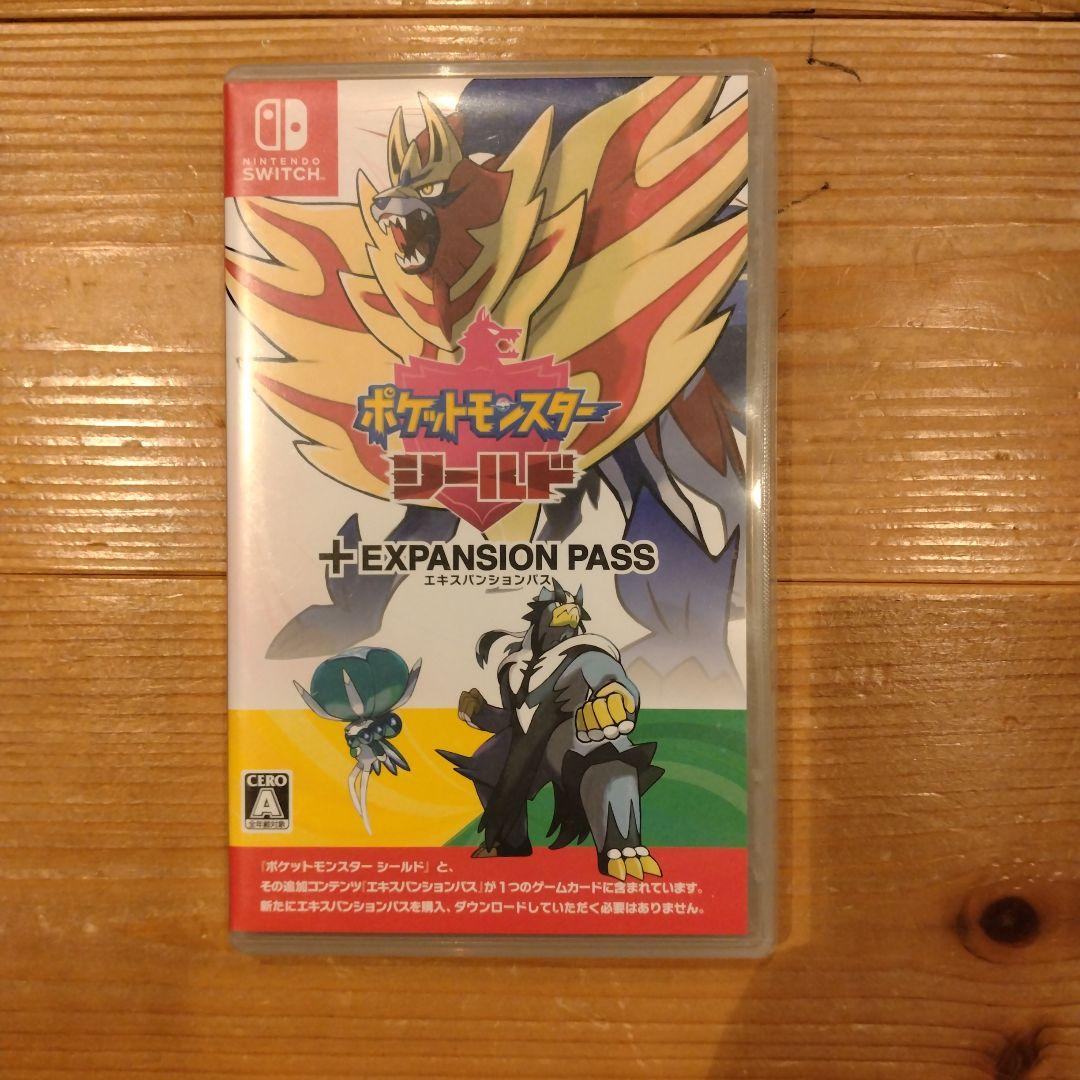 NINTENDO
SWITCH™
ポケットモンスター
シールド
+EXPANSION PASS
エキスパンションパス
CERO
A
全年齢対象
『ポケットモンスター シールド』と、
その追加コンテンツ『エキスパンションパス』が1つのゲームカードに含まれています。
新たにエキスパンションパスを購入、ダウンロードしていただく必要はありません。